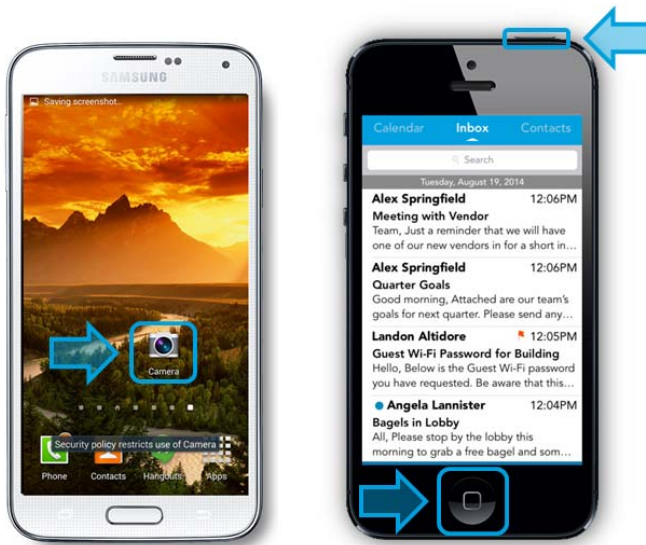 SAMSUNG
Saving screenshot...
Camera
Security policy restricts use of Camera
Phone
Contacts
Hangouts
Apps
Calendar
Inbox
Contacts
Search
Tuesday, August 19, 2014
Alex Springfield 12:06PM
Meeting with Vendor
Team, Just a reminder that we will have
one of our new vendors in for a short in...
Alex Springfield 12:06PM
Quarter Goals
Good morning, Attached are our team's
goals for next quarter. Please send any...
Landon Altidore 12:05PM
Guest Wi-Fi Password for Building
Hello, Below is the Guest Wi-Fi password
you have requested. Be aware that this...
Angela Lannister 12:04PM
Bagels in Lobby
All, Please stop by the lobby this
morning to grab a free bagel and som...